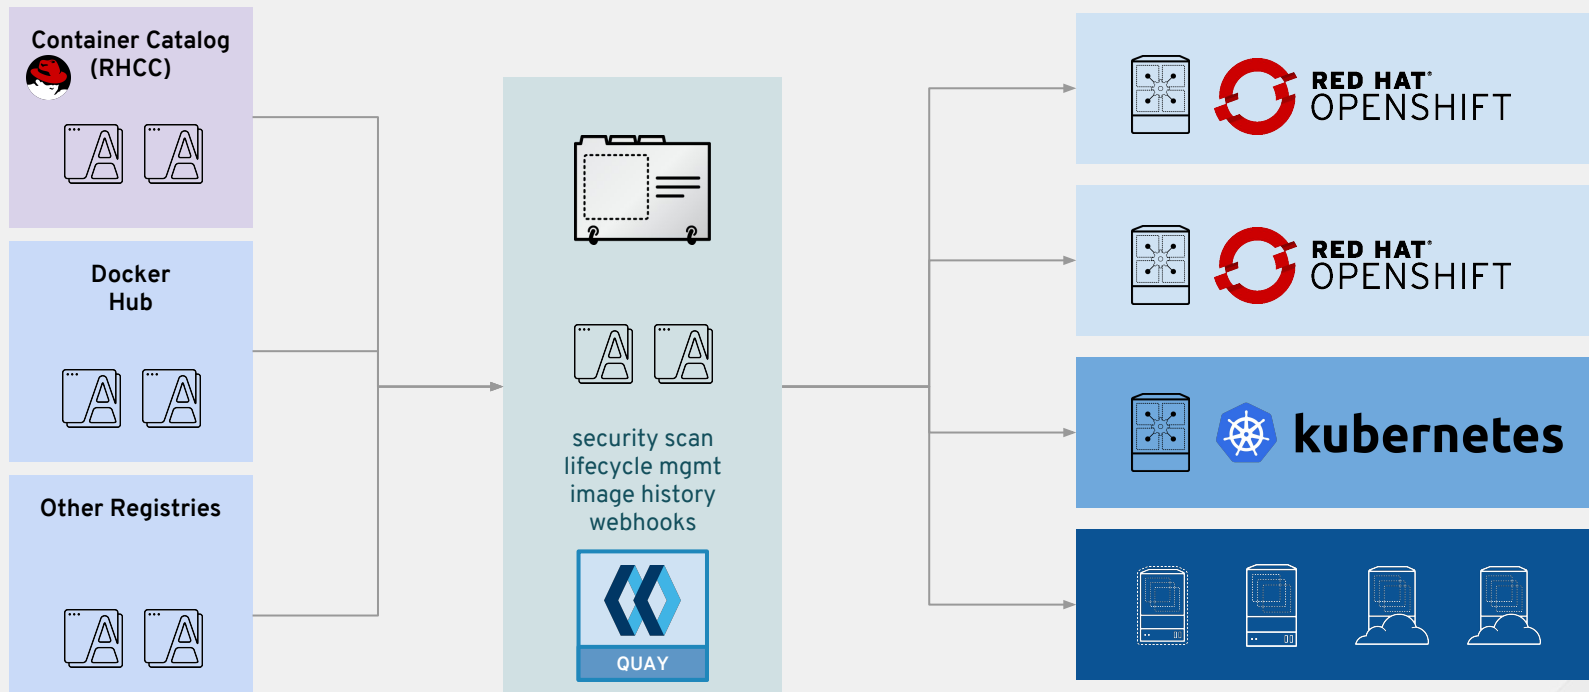 Container Catalog
(RHCC)
Docker
Hub
Other Registries
security scan
lifecycle mgmt
image history
webhooks
QUAY
RED HAT®
OPENSHIFT
RED HAT®
OPENSHIFT
kubernetes